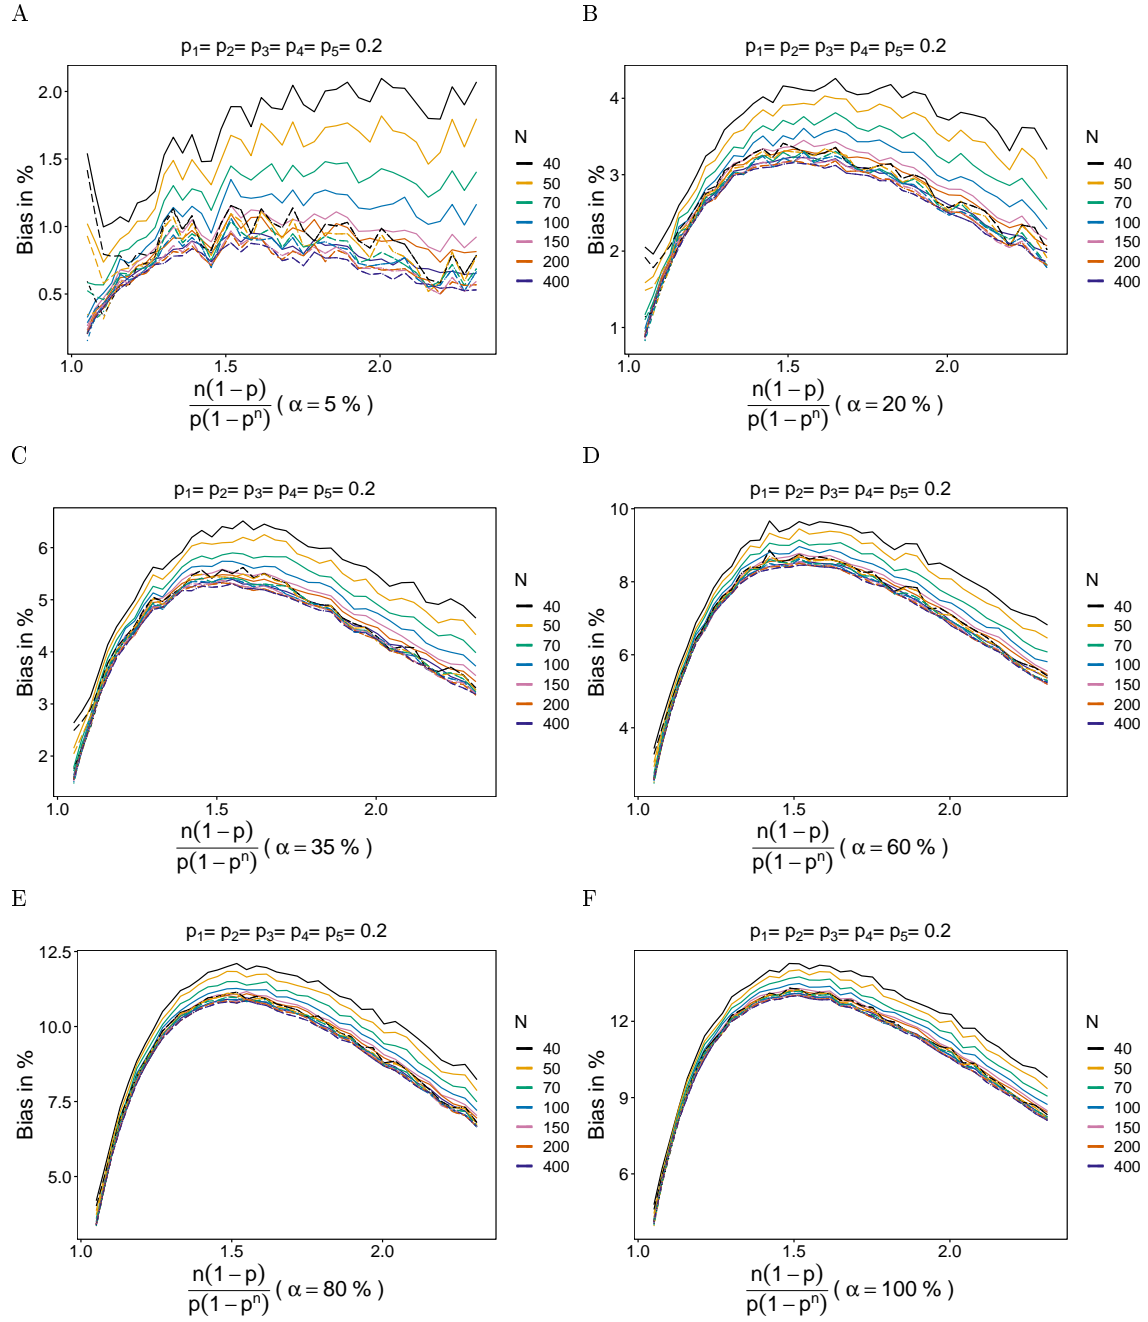 A
p1= p2= p3= p4= p5= 0.2
Bias in %
2.0
1.5
1.0
0.5
1.0 1.5 2.0
n(1−p)
p(1−pⁿ) ( α= 5 % )
N
40
50
70
100
150
200
400
B
p1= p2= p3= p4= p5= 0.2
Bias in %
4
3
2
1
1.0 1.5 2.0
n(1−p)
p(1−pⁿ) ( α= 20 % )
N
40
50
70
100
150
200
400
C
p1= p2= p3= p4= p5= 0.2
Bias in %
6
5
4
3
2
1.0 1.5 2.0
n(1−p)
p(1−pⁿ) ( α= 35 % )
N
40
50
70
100
150
200
400
D
p1= p2= p3= p4= p5= 0.2
Bias in %
10
8
6
4
1.0 1.5 2.0
n(1−p)
p(1−pⁿ) ( α= 60 % )
N
40
50
70
100
150
200
400
E
p1= p2= p3= p4= p5= 0.2
Bias in %
12.5
10.0
7.5
5.0
1.0 1.5 2.0
n(1−p)
p(1−pⁿ) ( α= 80 % )
N
40
50
70
100
150
200
400
F
p1= p2= p3= p4= p5= 0.2
Bias in %
12
9
6
1.0 1.5 2.0
n(1−p)
p(1−pⁿ) ( α= 100 % )
N
40
50
70
100
150
200
400